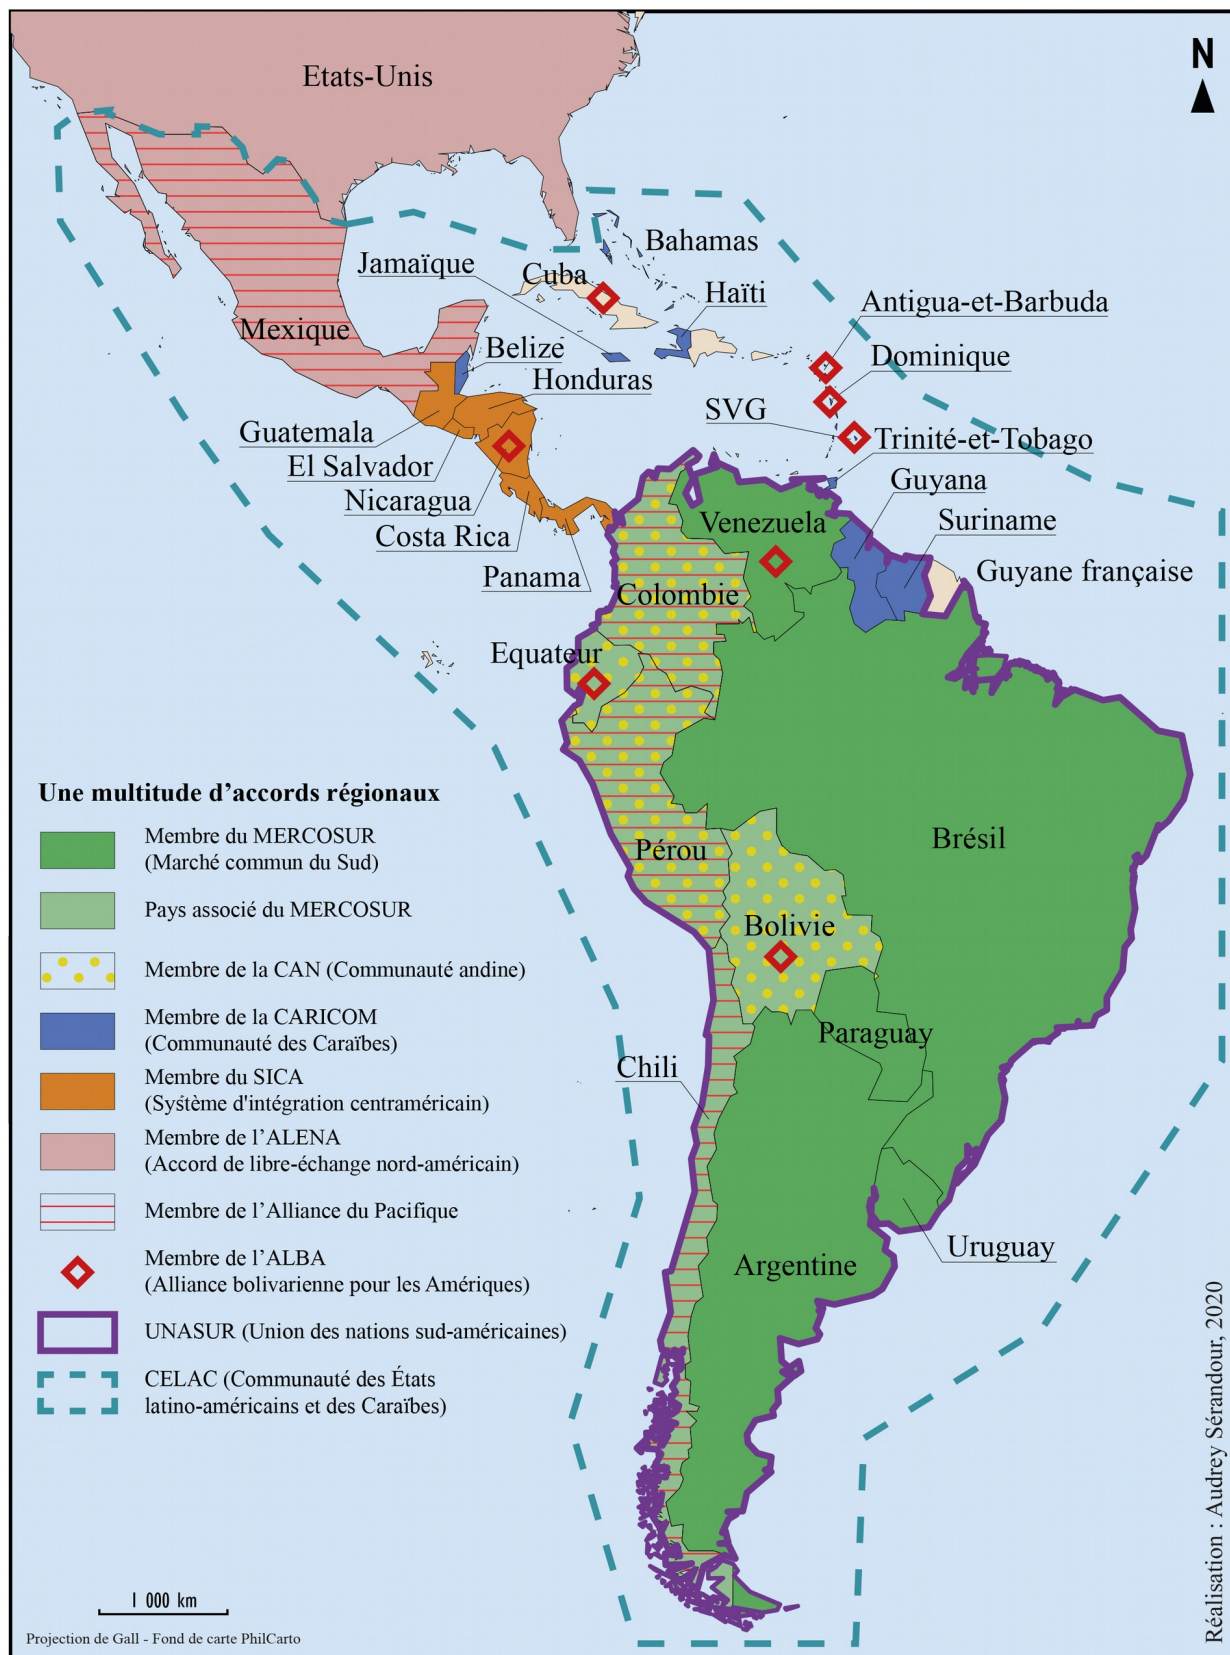 Etats-Unis
N
Bahamas
Jamaïque
Cuba
Haïti
Antigua-et-Barbuda
Mexique
Belize
Dominique
Honduras
SVG
Guatemala
Trinité-et-Tobago
El Salvador
Guyana
Nicaragua
Venezuela
Suriname
Costa Rica
Panama
Guyane française
Colombie
Equateur
Une multitude d'accords régionaux
Membre du MERCOSUR
(Marché commun du Sud)
Brésil
Pérou
Pays associé du MERCOSUR
Bolivie
Membre de la CAN (Communauté andine)
Membre de la CARICOM
(Communauté des Caraïbes)
Paraguay
Chili
Membre du SICA
(Système d'intégration centraméricain)
Membre de l'ALENA
(Accord de libre-échange nord-américain)
Membre de l'Alliance du Pacifique
Uruguay
Argentine
Membre de l'ALBA
(Alliance bolivarienne pour les Amériques)
UNASUR (Union des nations sud-américaines)
CELAC (Communauté des États
latino-américains et des Caraïbes)
Réalisation : Audrey Sérandour, 2020
1 000 km
Projection de Gall - Fond de carte PhilCarto